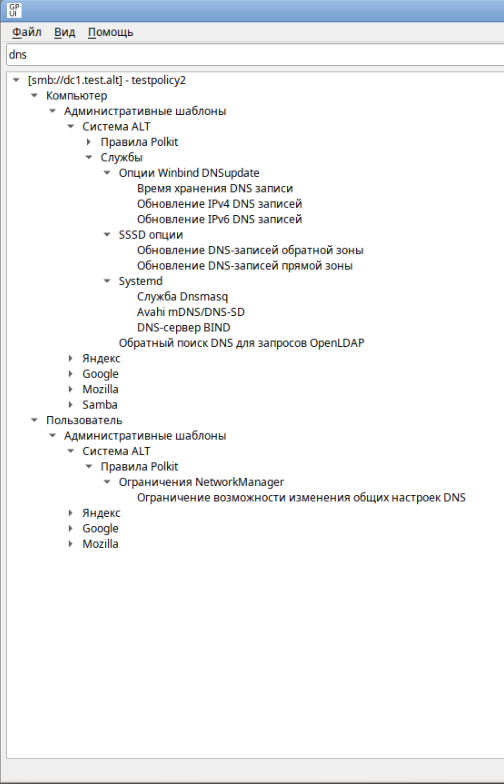 GP
UI
Файл Вид Помощь
dns
[smb://dc1.test.alt] - testpolicy2
Компьютер
Административные шаблоны
Система ALT
Правила Polkit
Службы
Опции Winbind DNSupdate
Время хранения DNS записи
Обновление IPv4 DNS записей
Обновление IPv6 DNS записей
SSSD опции
Обновление DNS-записей обратной зоны
Обновление DNS-записей прямой зоны
Systemd
Служба Dnsmasq
Avahi mDNS/DNS-SD
DNS-сервер BIND
Обратный поиск DNS для запросов OpenLDAP
Яндекс
Google
Mozilla
Samba
Пользователь
Административные шаблоны
Система ALT
Правила Polkit
Ограничения NetworkManager
Ограничение возможности изменения общих настроек DNS
Яндекс
Google
Mozilla